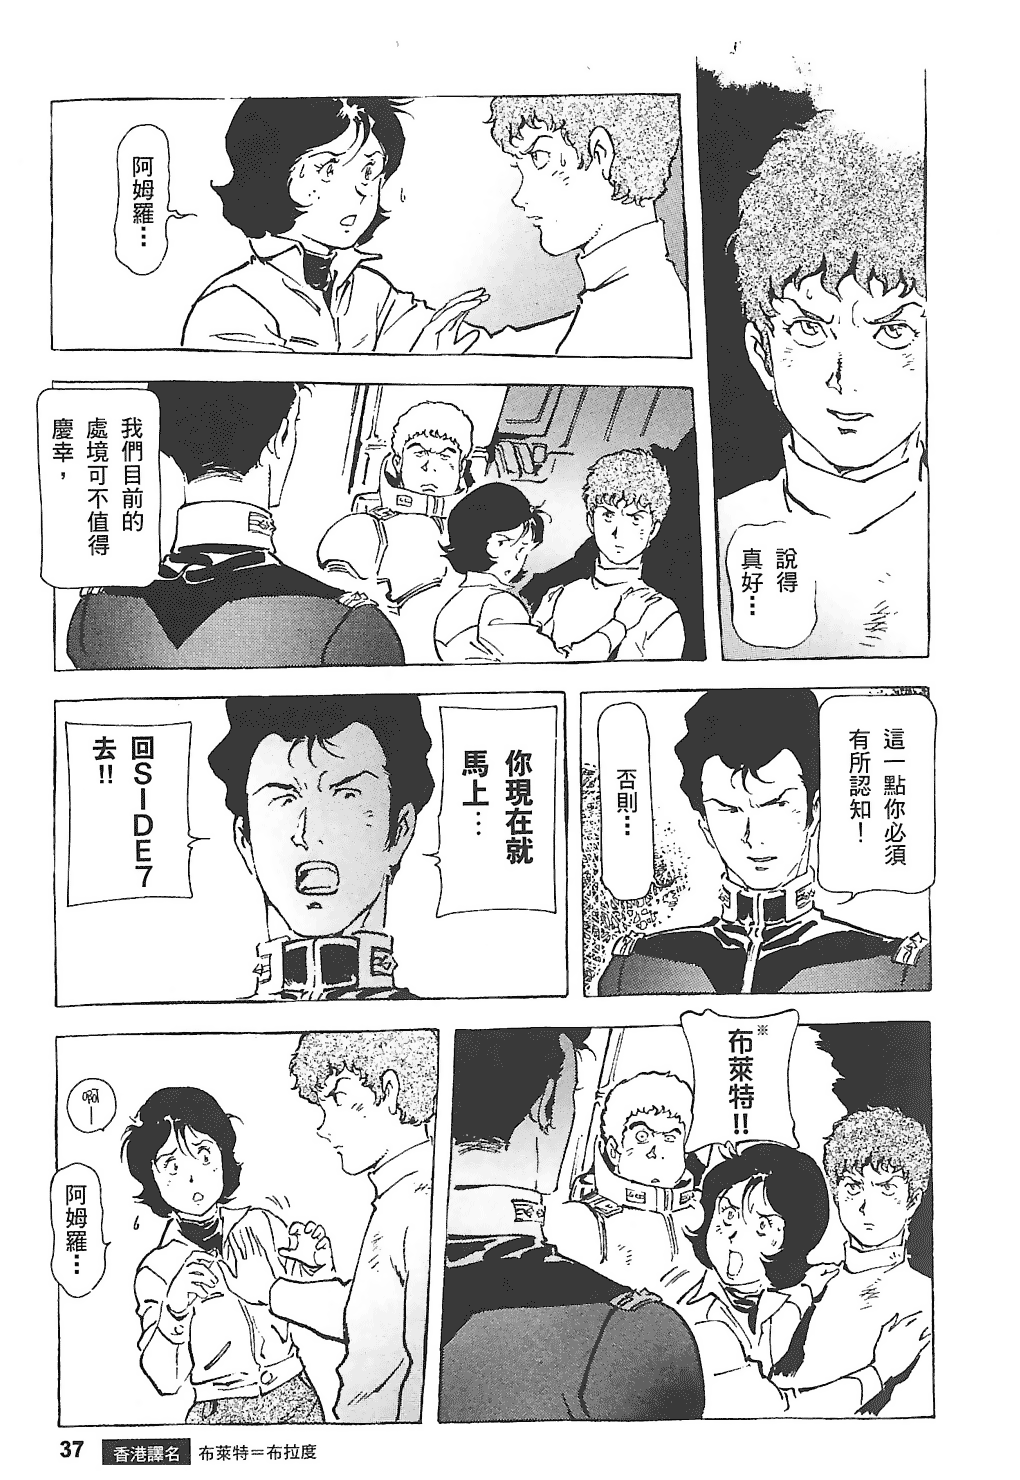 說得
真好…
阿姆羅…
我們目前的
處境可不值得
慶幸，
這一點你必須
有所認知！
否則…
你現在就
馬上…
回SIDE7
去!!
※
布萊特!!
啊—
阿姆羅…
37 香港譯名 布萊特＝布拉度